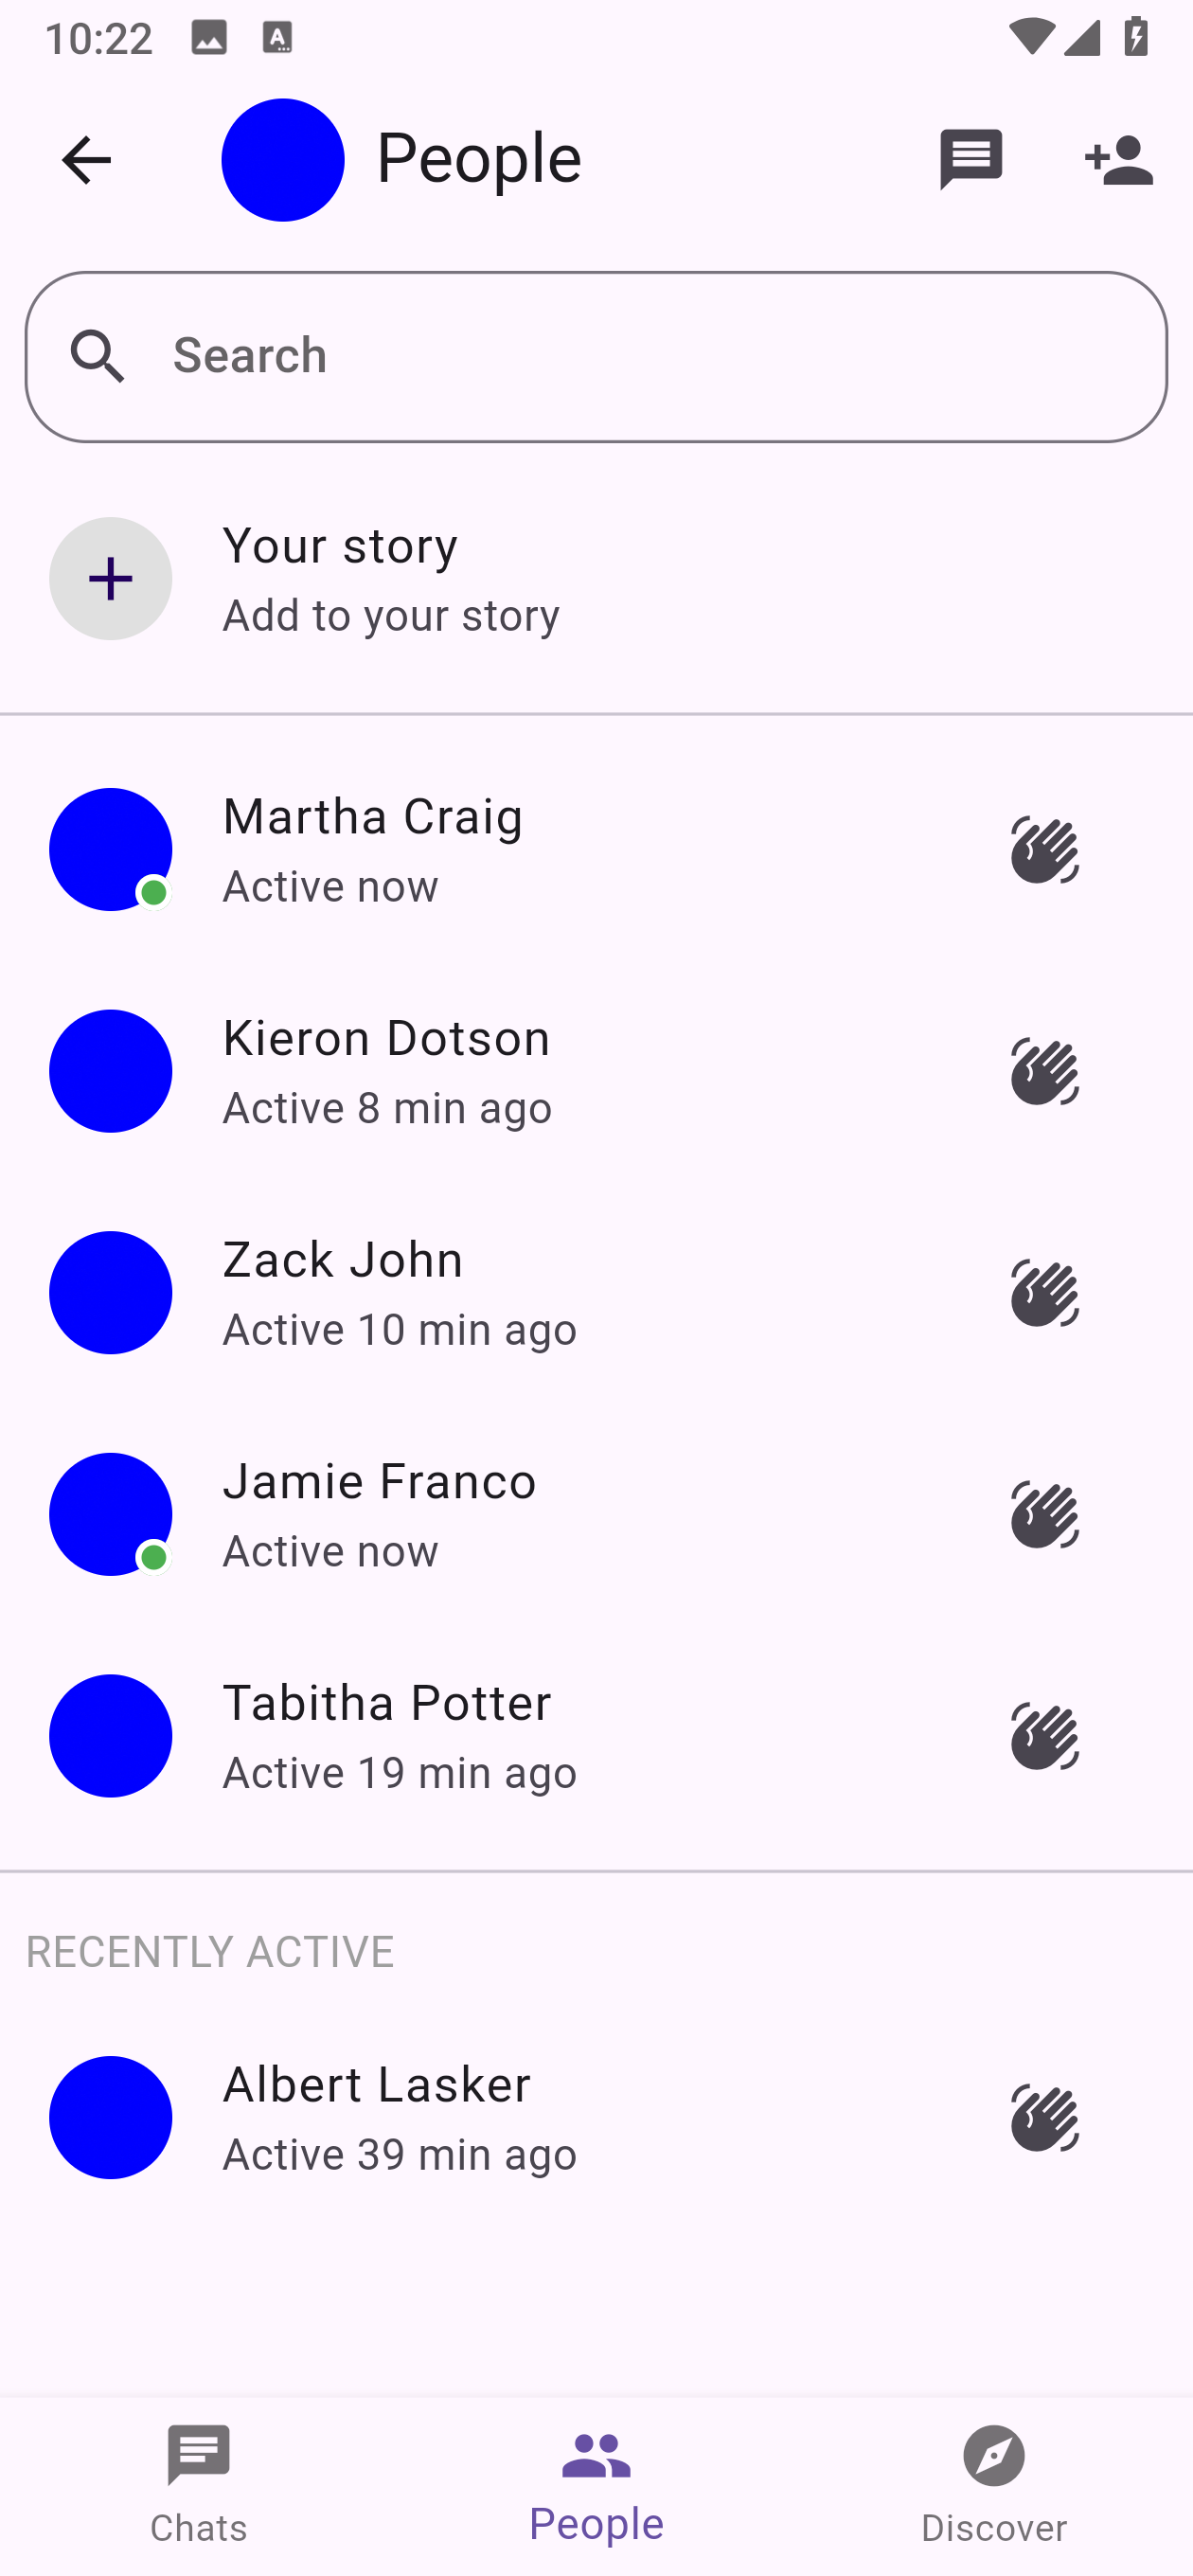 10:22
People
Search
Your story
Add to your story
Martha Craig
Active now
Kieron Dotson
Active 8 min ago
Zack John
Active 10 min ago
Jamie Franco
Active now
Tabitha Potter
Active 19 min ago
RECENTLY ACTIVE
Albert Lasker
Active 39 min ago
Chats
People
Discover